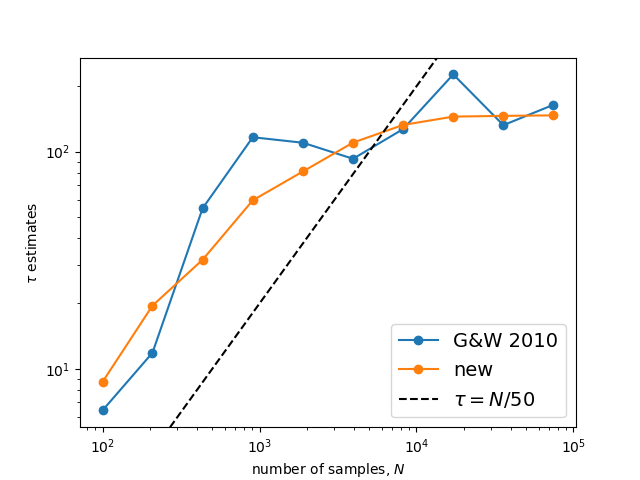 10²
10¹
τ estimates
G&W 2010
new
τ = N/50
10²
10³
10⁴
10⁵
number of samples, N